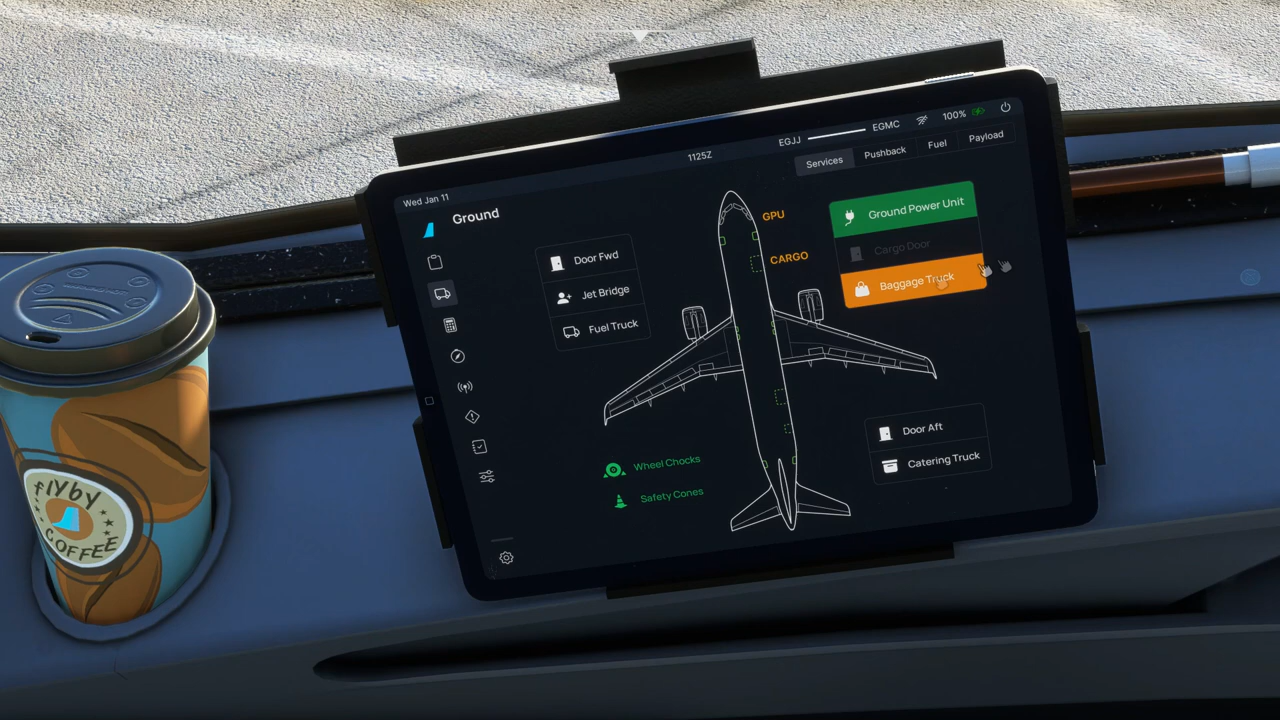 Wed Jan 11
1125Z
EGJJ
EGMC
100%
Ground
Services
Pushback
Fuel
Payload
GPU
CARGO
Door Fwd
Jet Bridge
Fuel Truck
Ground Power Unit
Cargo Door
Baggage Truck
Wheel Chocks
Safety Cones
Door Aft
Catering Truck
flyby
COFFEE